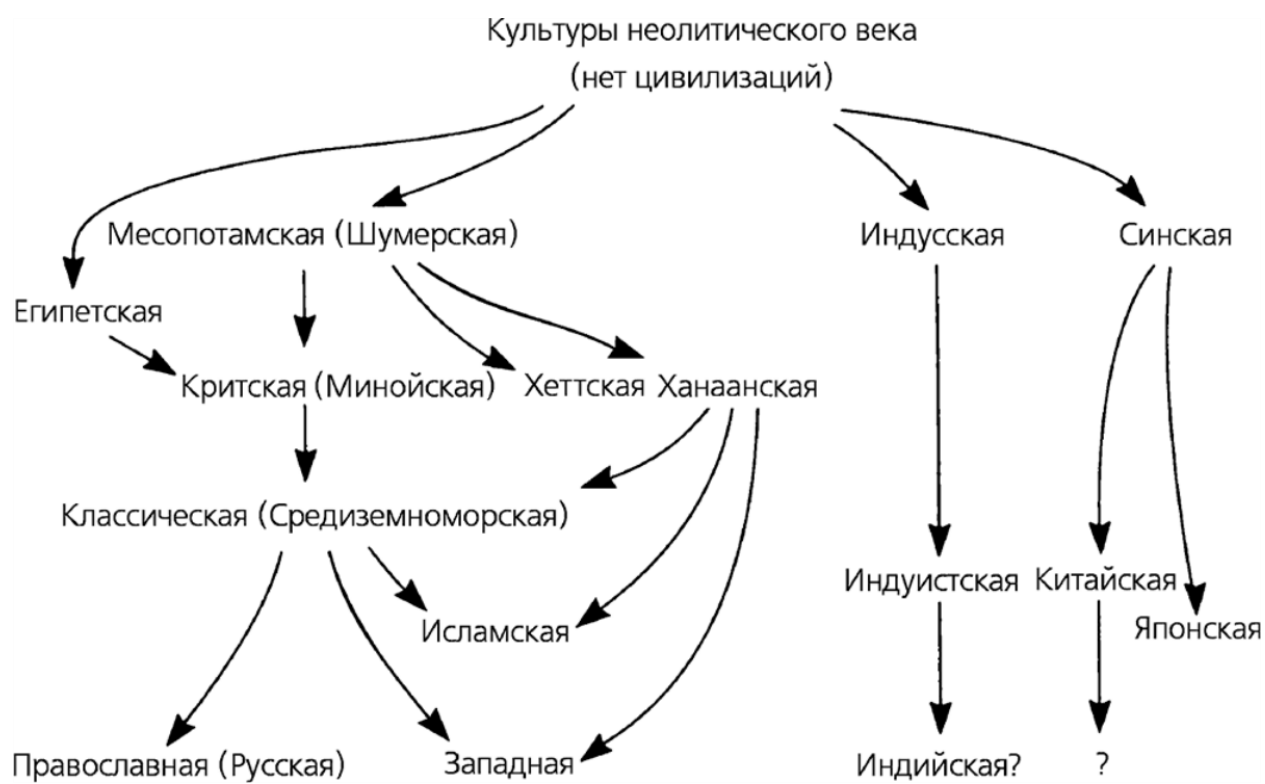 Культуры неолитического века
(нет цивилизаций)
Месопотамская (Шумерская)
Индусская
Синская
Египетская
Критская (Минойская)
Хеттская
Ханаанская
Классическая (Средиземноморская)
Индуистская
Китайская
Исламская
Японская
Православная (Русская)
Западная
Индийская?
?